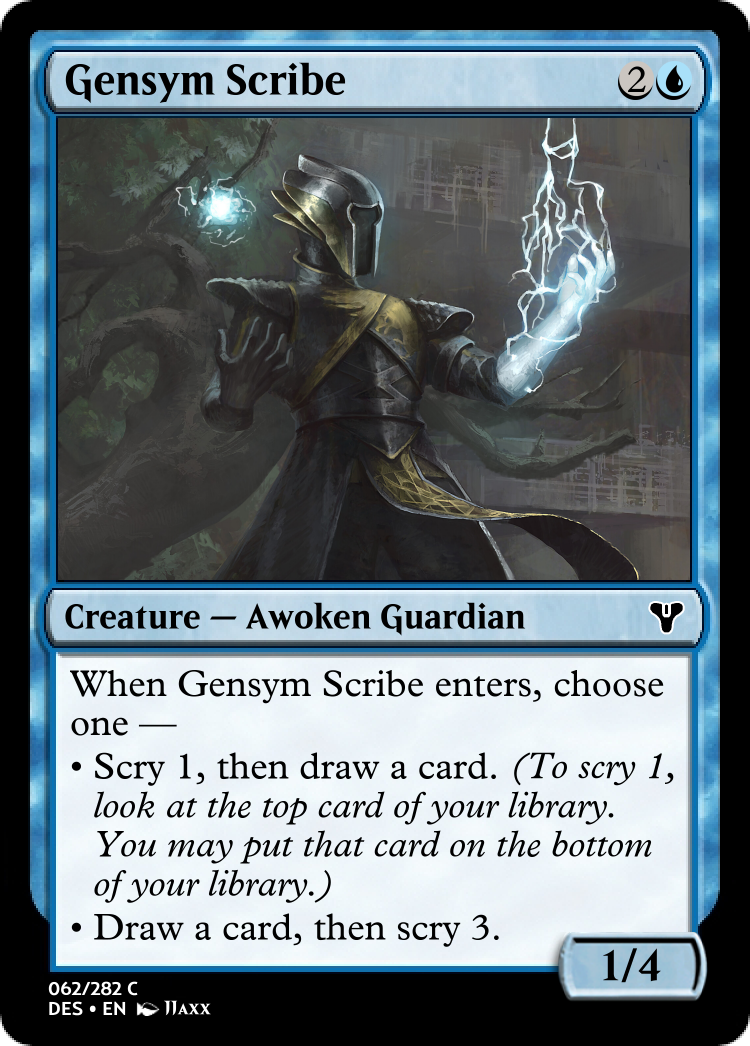 Gensym Scribe 2
Creature — Awoken Guardian
When Gensym Scribe enters, choose
one —
• Scry 1, then draw a card. (To scry 1,
look at the top card of your library.
You may put that card on the bottom
of your library.)
• Draw a card, then scry 3.
1/4
062/282 C
DES • EN JJAXX